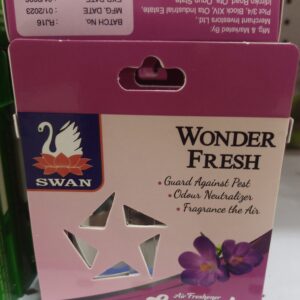 Mfg & Marketed By:
Merchant Investors Ltd.,
Plot 3/4, Block XIV, Ota Industrial Estate,
BATCH No
RJ16
MFG. DATE
01/2023
EXP. DATE
SWAN
WONDER
FRESH
• Guard Against Pest
• Odour Neutralizer
• Fragrance the Air
Air Freshener